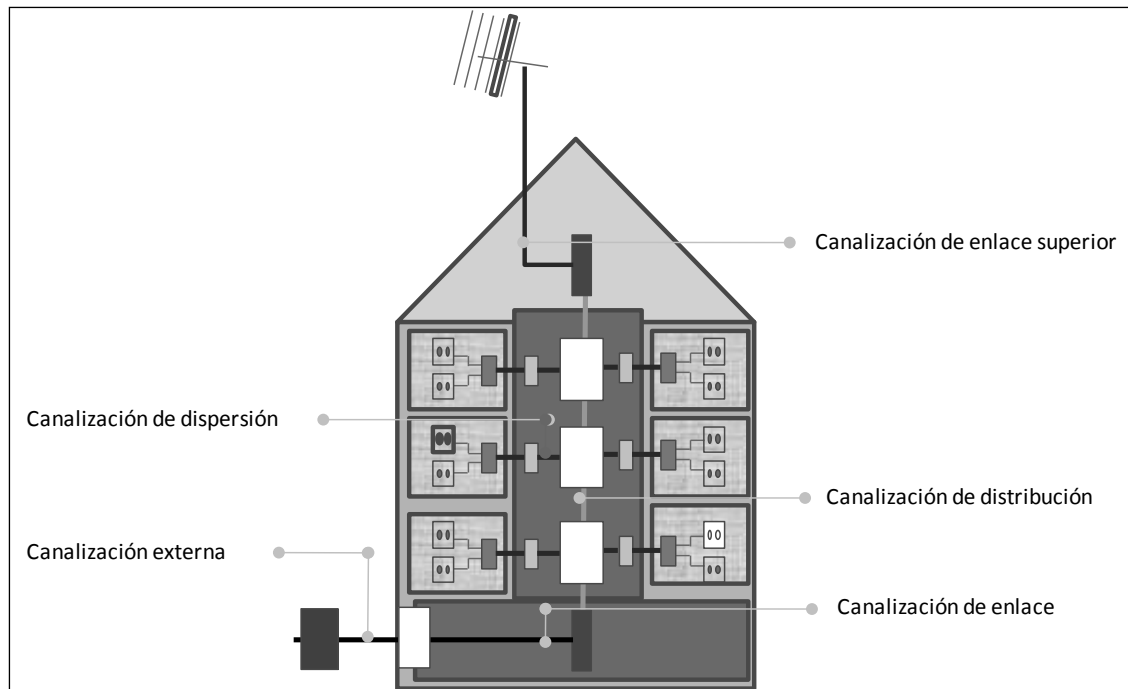 Canalización de enlace superior
Canalización de dispersión
Canalización de distribución
Canalización externa
Canalización de enlace